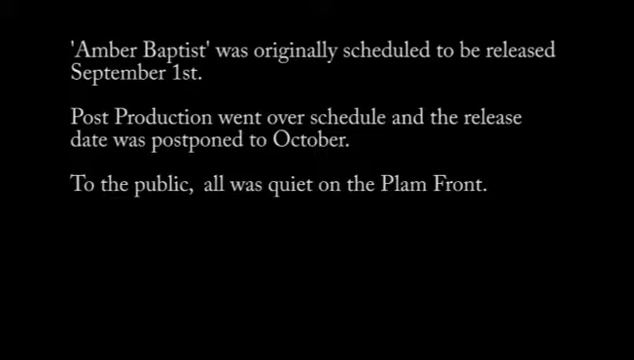 'Amber Baptist' was originally scheduled to be released
September 1st.
Post Production went over schedule and the release
date was postponed to October.
To the public, all was quiet on the Plam Front.